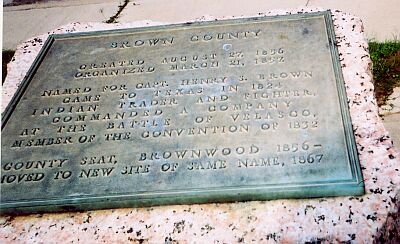 BROWN COUNTY
CREATED AUGUST 27, 1856
ORGANIZED MARCH 21, 1857
NAMED FOR CAPT. HENRY S. BROWN
CAME TO TEXAS IN 1824
INDIAN TRADER AND FIGHTER,
COMMANDED A COMPANY
AT THE BATTLE OF VELASCO,
MEMBER OF THE CONVENTION OF 1832
COUNTY SEAT, BROWNWOOD 1856–
MOVED TO NEW SITE OF SAME NAME, 1867